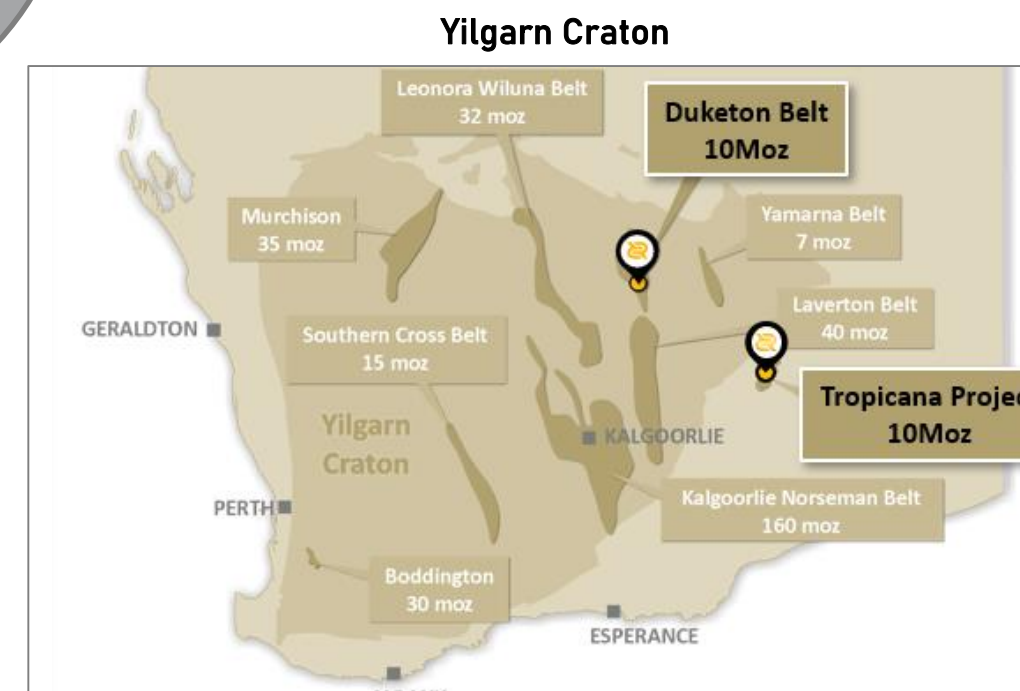 Yilgarn Craton
Leonora Wiluna Belt
32 moz
Duketon Belt
10Moz
Murchison
35 moz
Yamarna Belt
7 moz
GERALDTON
Laverton Belt
40 moz
Southern Cross Belt
15 moz
Tropicana Projec
10Moz
Yilgarn
Craton
KALGOORLIE
PERTH
Kalgoorlie Norseman Belt
160 moz
Boddington
30 moz
ESPERANCE